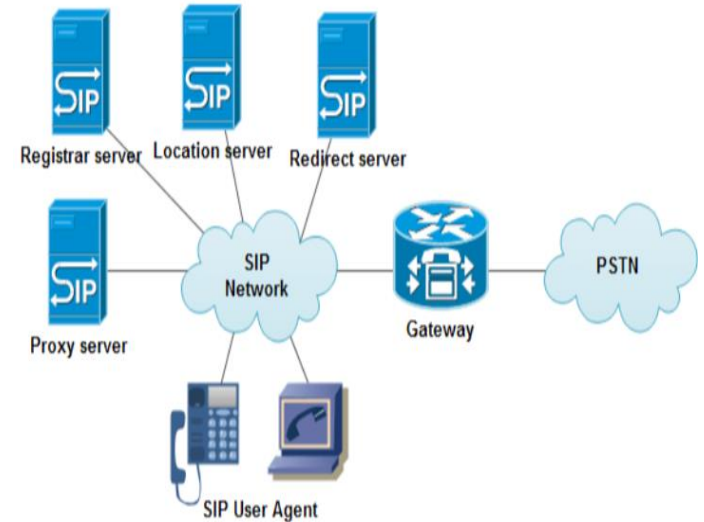 SIP
SIP
SIP
Registrar server
Location server
Redirect server
SIP
Proxy server
SIP
Network
Gateway
PSTN
SIP User Agent